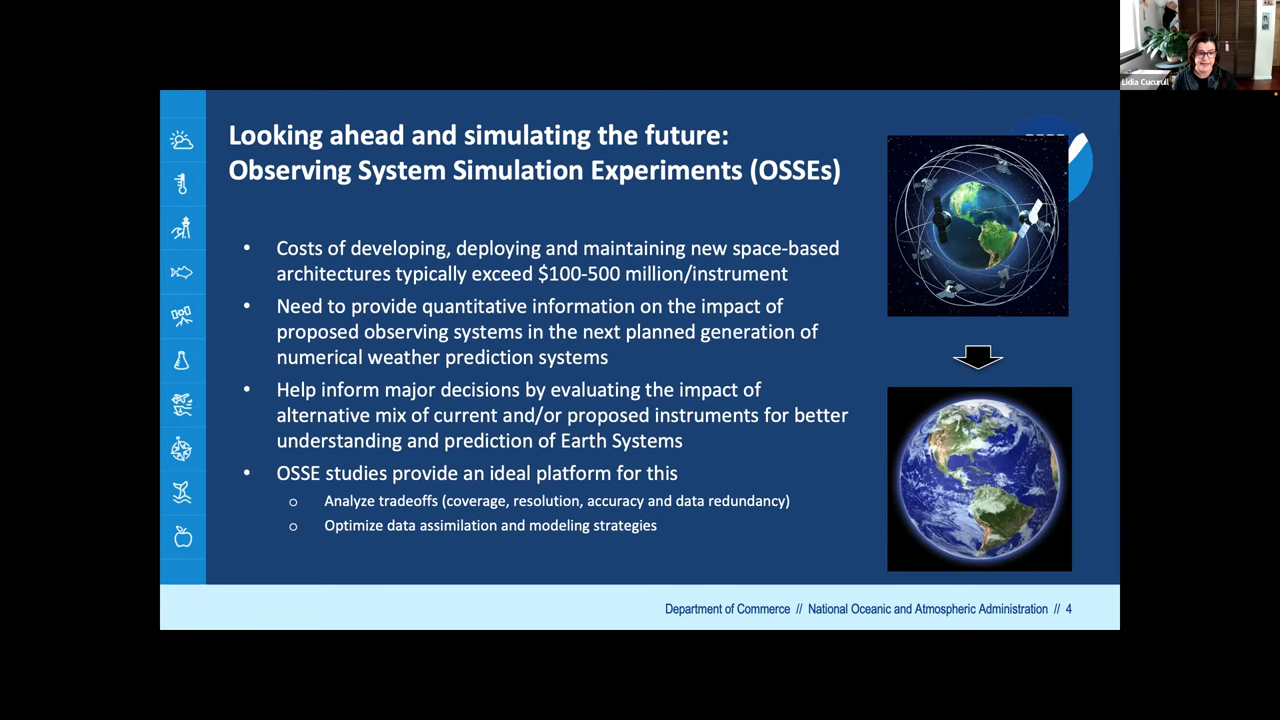 Lidia Cucurull
Looking ahead and simulating the future:
Observing System Simulation Experiments (OSSEs)
• Costs of developing, deploying and maintaining new space-based
architectures typically exceed $100-500 million/instrument
• Need to provide quantitative information on the impact of
proposed observing systems in the next planned generation of
numerical weather prediction systems
• Help inform major decisions by evaluating the impact of
alternative mix of current and/or proposed instruments for better
understanding and prediction of Earth Systems
• OSSE studies provide an ideal platform for this
o Analyze tradeoffs (coverage, resolution, accuracy and data redundancy)
o Optimize data assimilation and modeling strategies
Department of Commerce // National Oceanic and Atmospheric Administration // 4